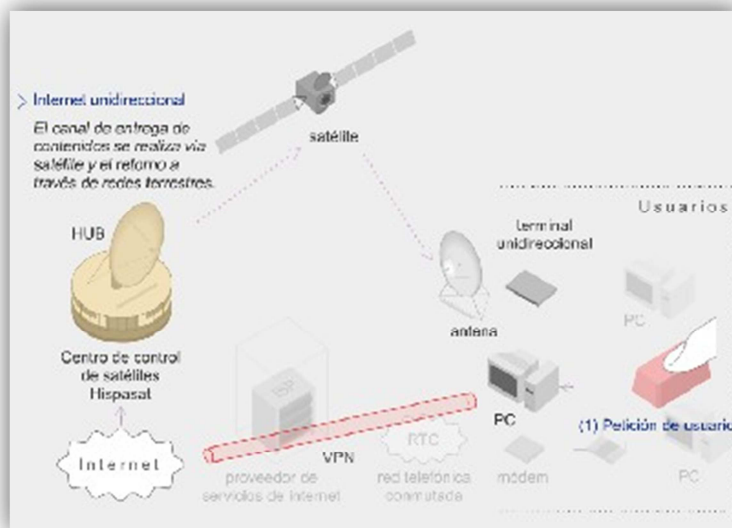 > Internet unidireccional
El canal de entrega de
contenidos se realiza vía
satélite y el retorno a
través de redes terrestres.
satélite
Usuarios
HUB
terminal
unidireccional
PC
antena
Centro de control
de satélites
Hispasat
ISP
PC
(1) Petición de usuario
VPN
RTC
Internet
proveedor de
servicios de internet
red telefónica
conmutada
módem
PC